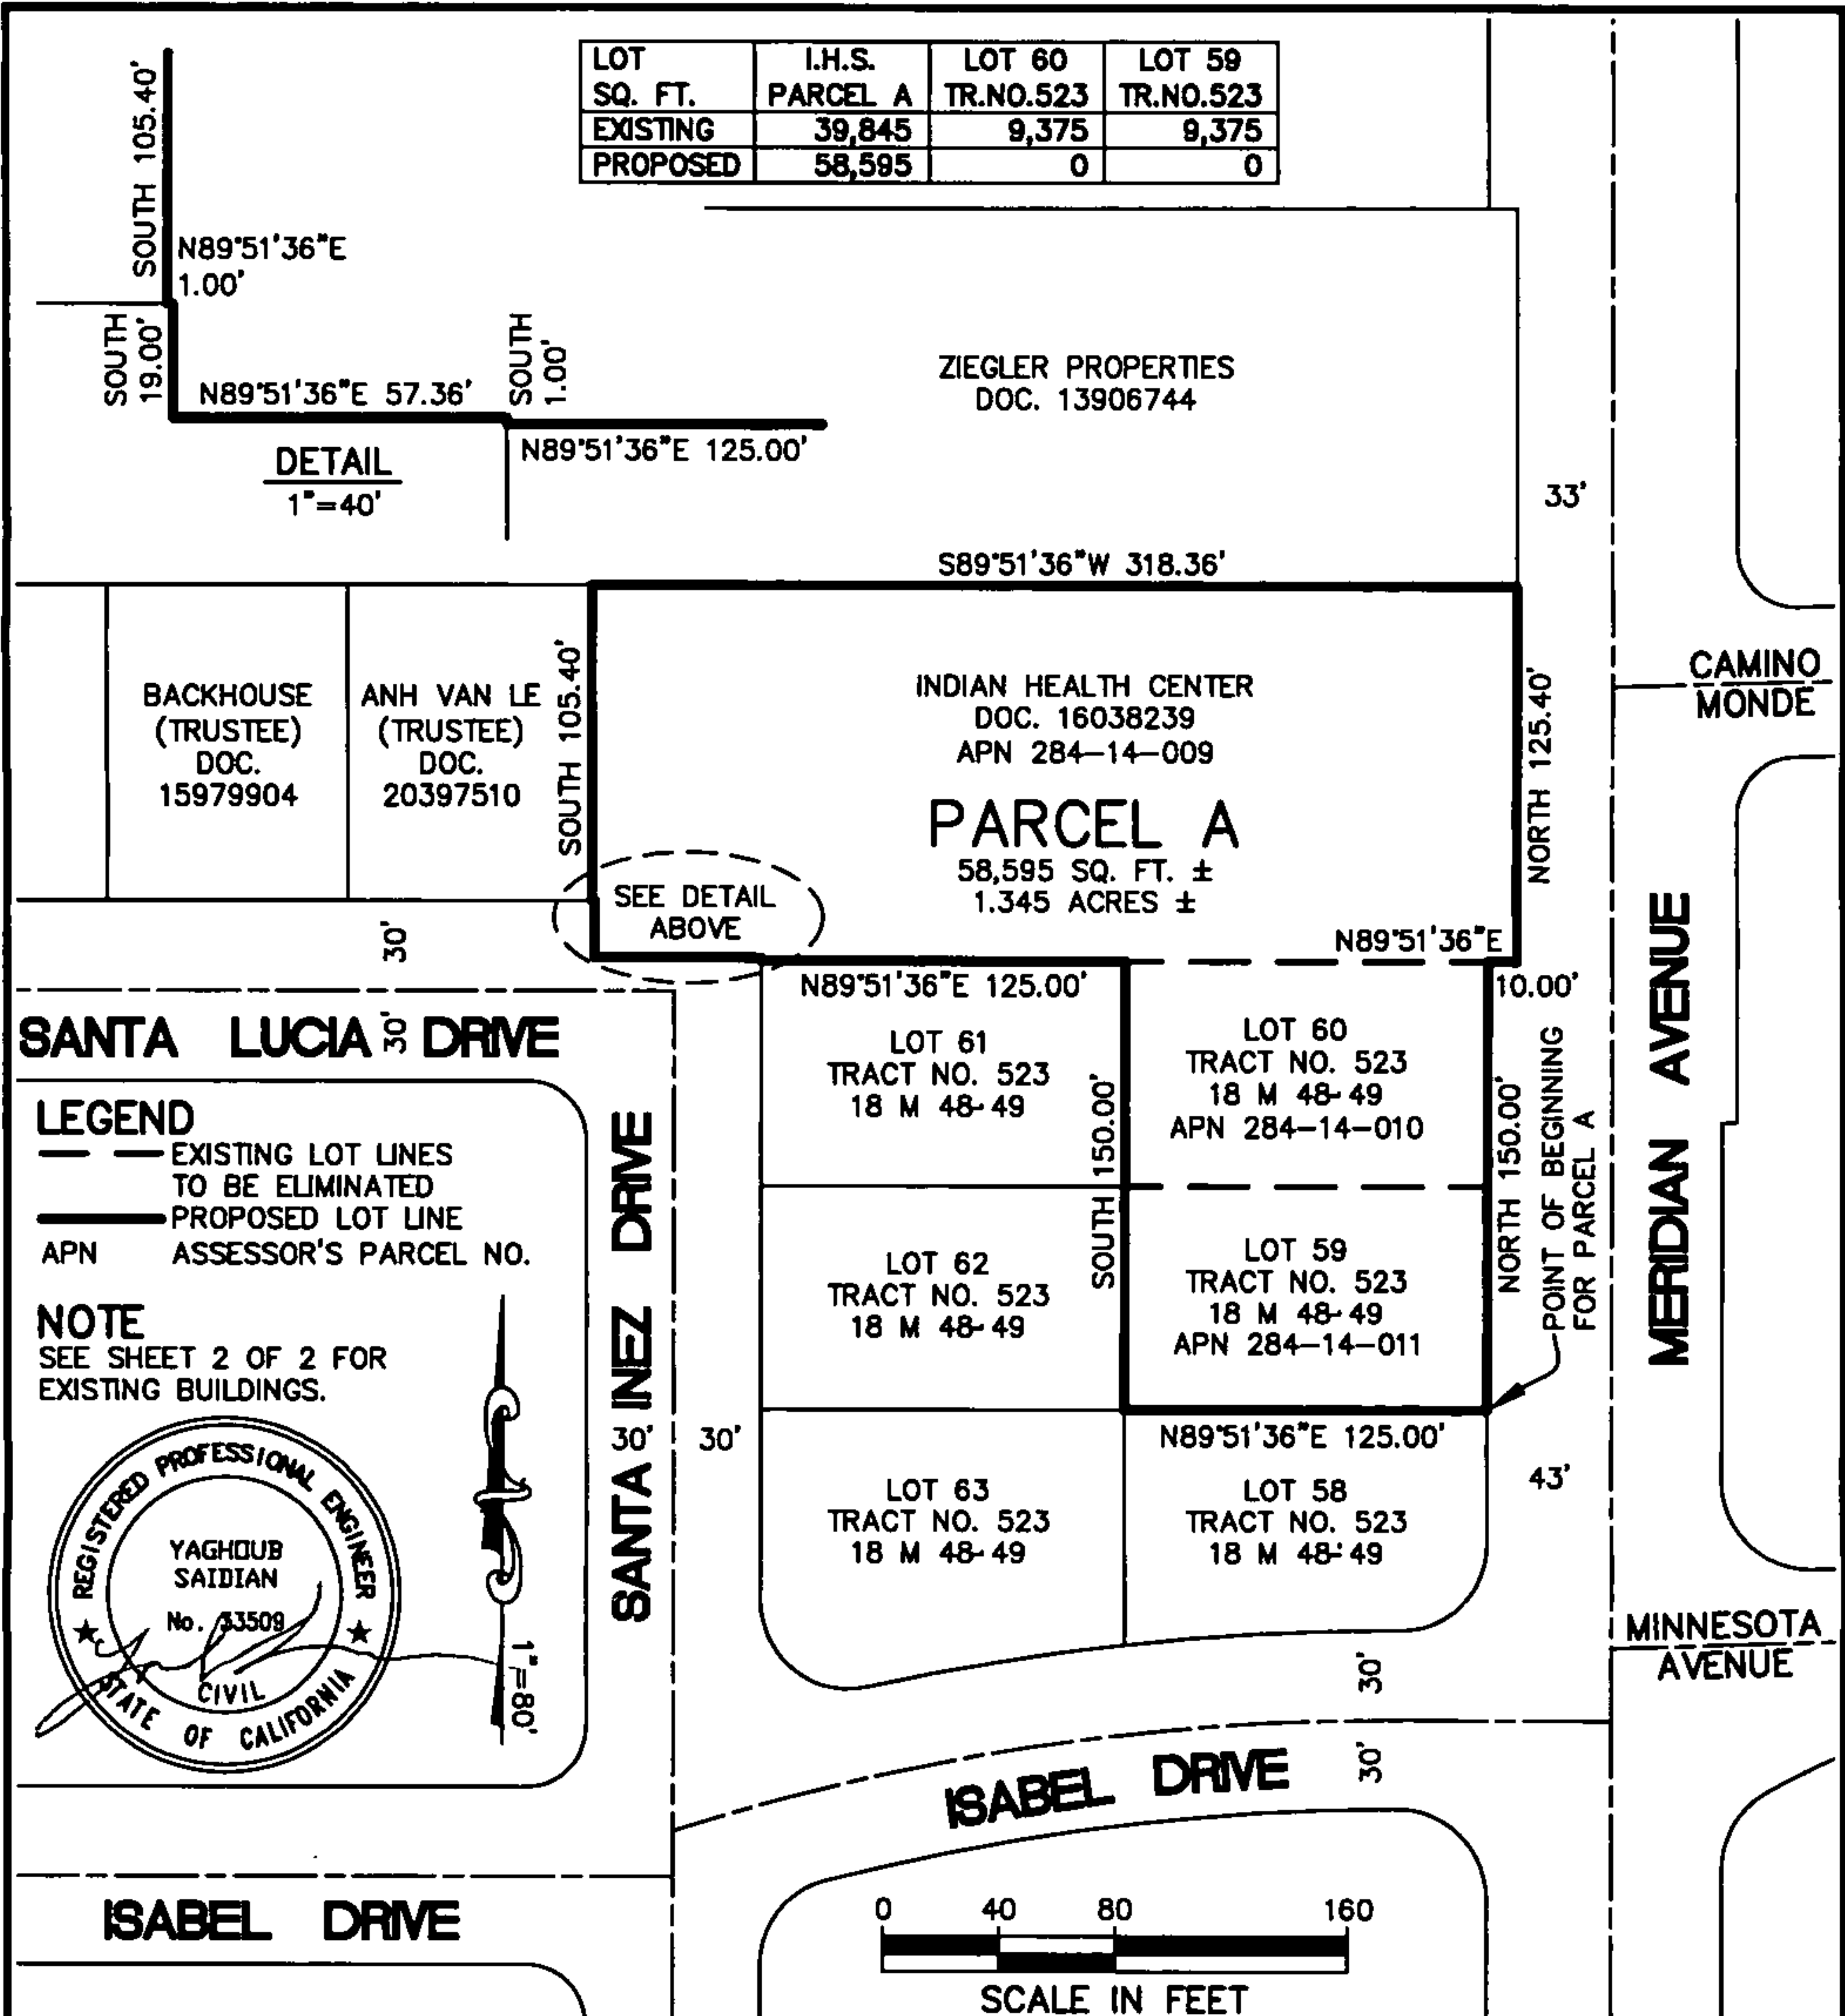 LOT SQ. FT. I.H.S. PARCEL A LOT 60 TR.NO.523 LOT 59 TR.NO.523
EXISTING 39,845 9,375 9,375
PROPOSED 58,595 0 0
SOUTH 105.40'
N89°51'36"E
1.00'
SOUTH
19.00'
N89°51'36"E 57.36'
SOUTH
1.00'
N89°51'36"E 125.00'
DETAIL
1"=40'
ZIEGLER PROPERTIES
DOC. 13906744
33'
S89°51'36"W 318.36'
BACKHOUSE
(TRUSTEE)
DOC.
15979904
ANH VAN LE
(TRUSTEE)
DOC.
20397510
SOUTH 105.40'
INDIAN HEALTH CENTER
DOC. 16038239
APN 284-14-009
PARCEL A
58,595 SQ. FT. ±
1.345 ACRES ±
NORTH 125.40'
CAMINO
MONDE
SEE DETAIL
ABOVE
N89°51'36"E
10.00'
30'
N89°51'36"E 125.00'
SANTA LUCIA DRIVE
30'
LOT 61
TRACT NO. 523
18 M 48-49
SOUTH 150.00'
LOT 60
TRACT NO. 523
18 M 48-49
APN 284-14-010
NORTH 150.00'
POINT OF BEGINNING
FOR PARCEL A
MERIDIAN AVENUE
LEGEND
EXISTING LOT LINES
TO BE ELIMINATED
PROPOSED LOT LINE
APN ASSESSOR'S PARCEL NO.
SANTA INEZ DRIVE
LOT 62
TRACT NO. 523
18 M 48-49
LOT 59
TRACT NO. 523
18 M 48-49
APN 284-14-011
NOTE
SEE SHEET 2 OF 2 FOR
EXISTING BUILDINGS.
30'
30'
N89°51'36"E 125.00'
43'
LOT 63
TRACT NO. 523
18 M 48-49
LOT 58
TRACT NO. 523
18 M 48-49
REGISTERED PROFESSIONAL ENGINEER
YAGHOUB
SAIDIAN
No. 33509
CIVIL
STATE OF CALIFORNIA
1"=80'
MINNESOTA
AVENUE
30'
30'
ISABEL DRIVE
ISABEL DRIVE
0 40 80 160
SCALE IN FEET